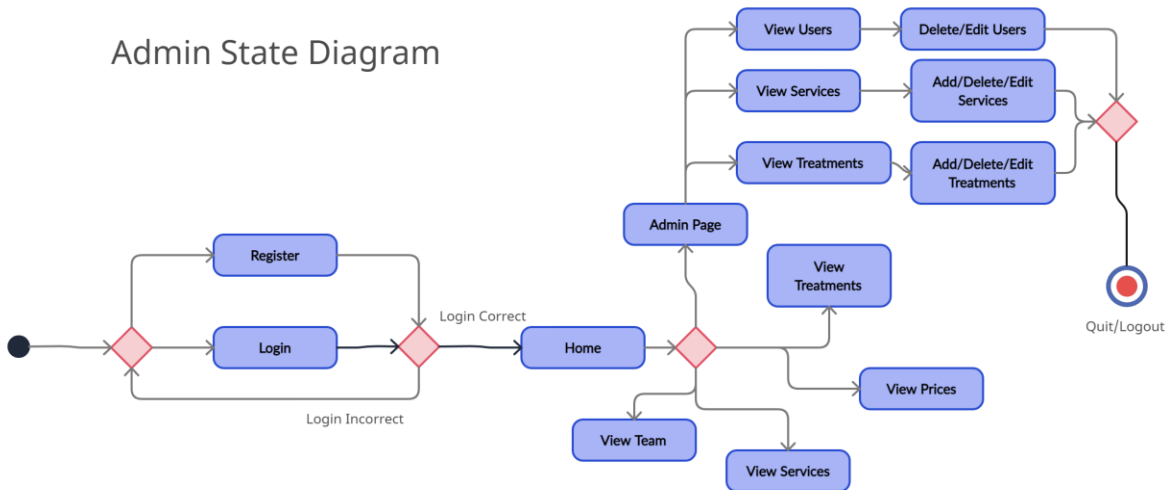 Admin State Diagram
View Users
Delete/Edit Users
View Services
Add/Delete/Edit
Services
View Treatments
Add/Delete/Edit
Treatments
Admin Page
Register
View
Treatments
Login Correct
Quit/Logout
Login
Home
View Prices
Login Incorrect
View Team
View Services